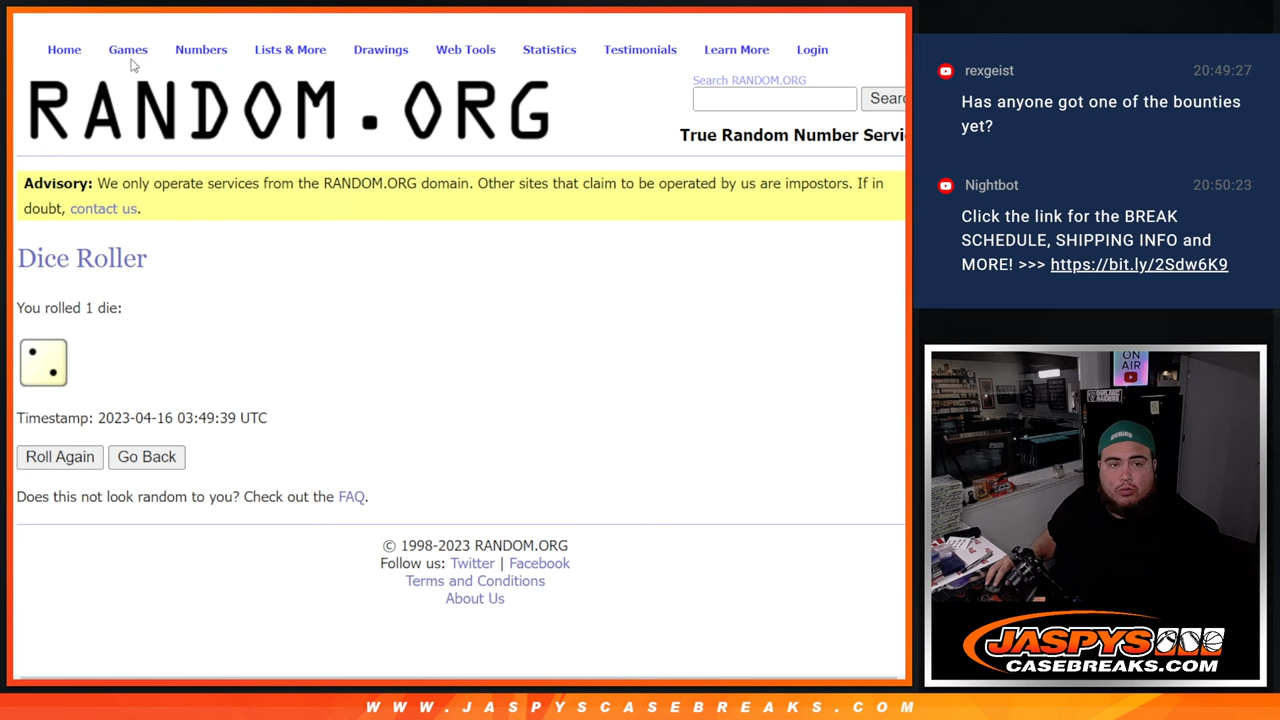 Home Games Numbers Lists & More Drawings Web Tools Statistics Testimonials Learn More Login
RANDOM.ORG
Search RANDOM.ORG
Searc
True Random Number Servi
Advisory: We only operate services from the RANDOM.ORG domain. Other sites that claim to be operated by us are impostors. If in
doubt, contact us.
Dice Roller
You rolled 1 die:
Timestamp: 2023-04-16 03:49:39 UTC
Roll Again Go Back
Does this not look random to you? Check out the FAQ.
© 1998-2023 RANDOM.ORG
Follow us: Twitter | Facebook
Terms and Conditions
About Us
rexgeist 20:49:27
Has anyone got one of the bounties
yet?
Nightbot 20:50:23
Click the link for the BREAK
SCHEDULE, SHIPPING INFO and
MORE! >>> https://bit.ly/2Sdw6K9
ON
AIR
JASPYS
CASEBREAKS.COM
WWW.JASPYSCASEBREAKS.COM